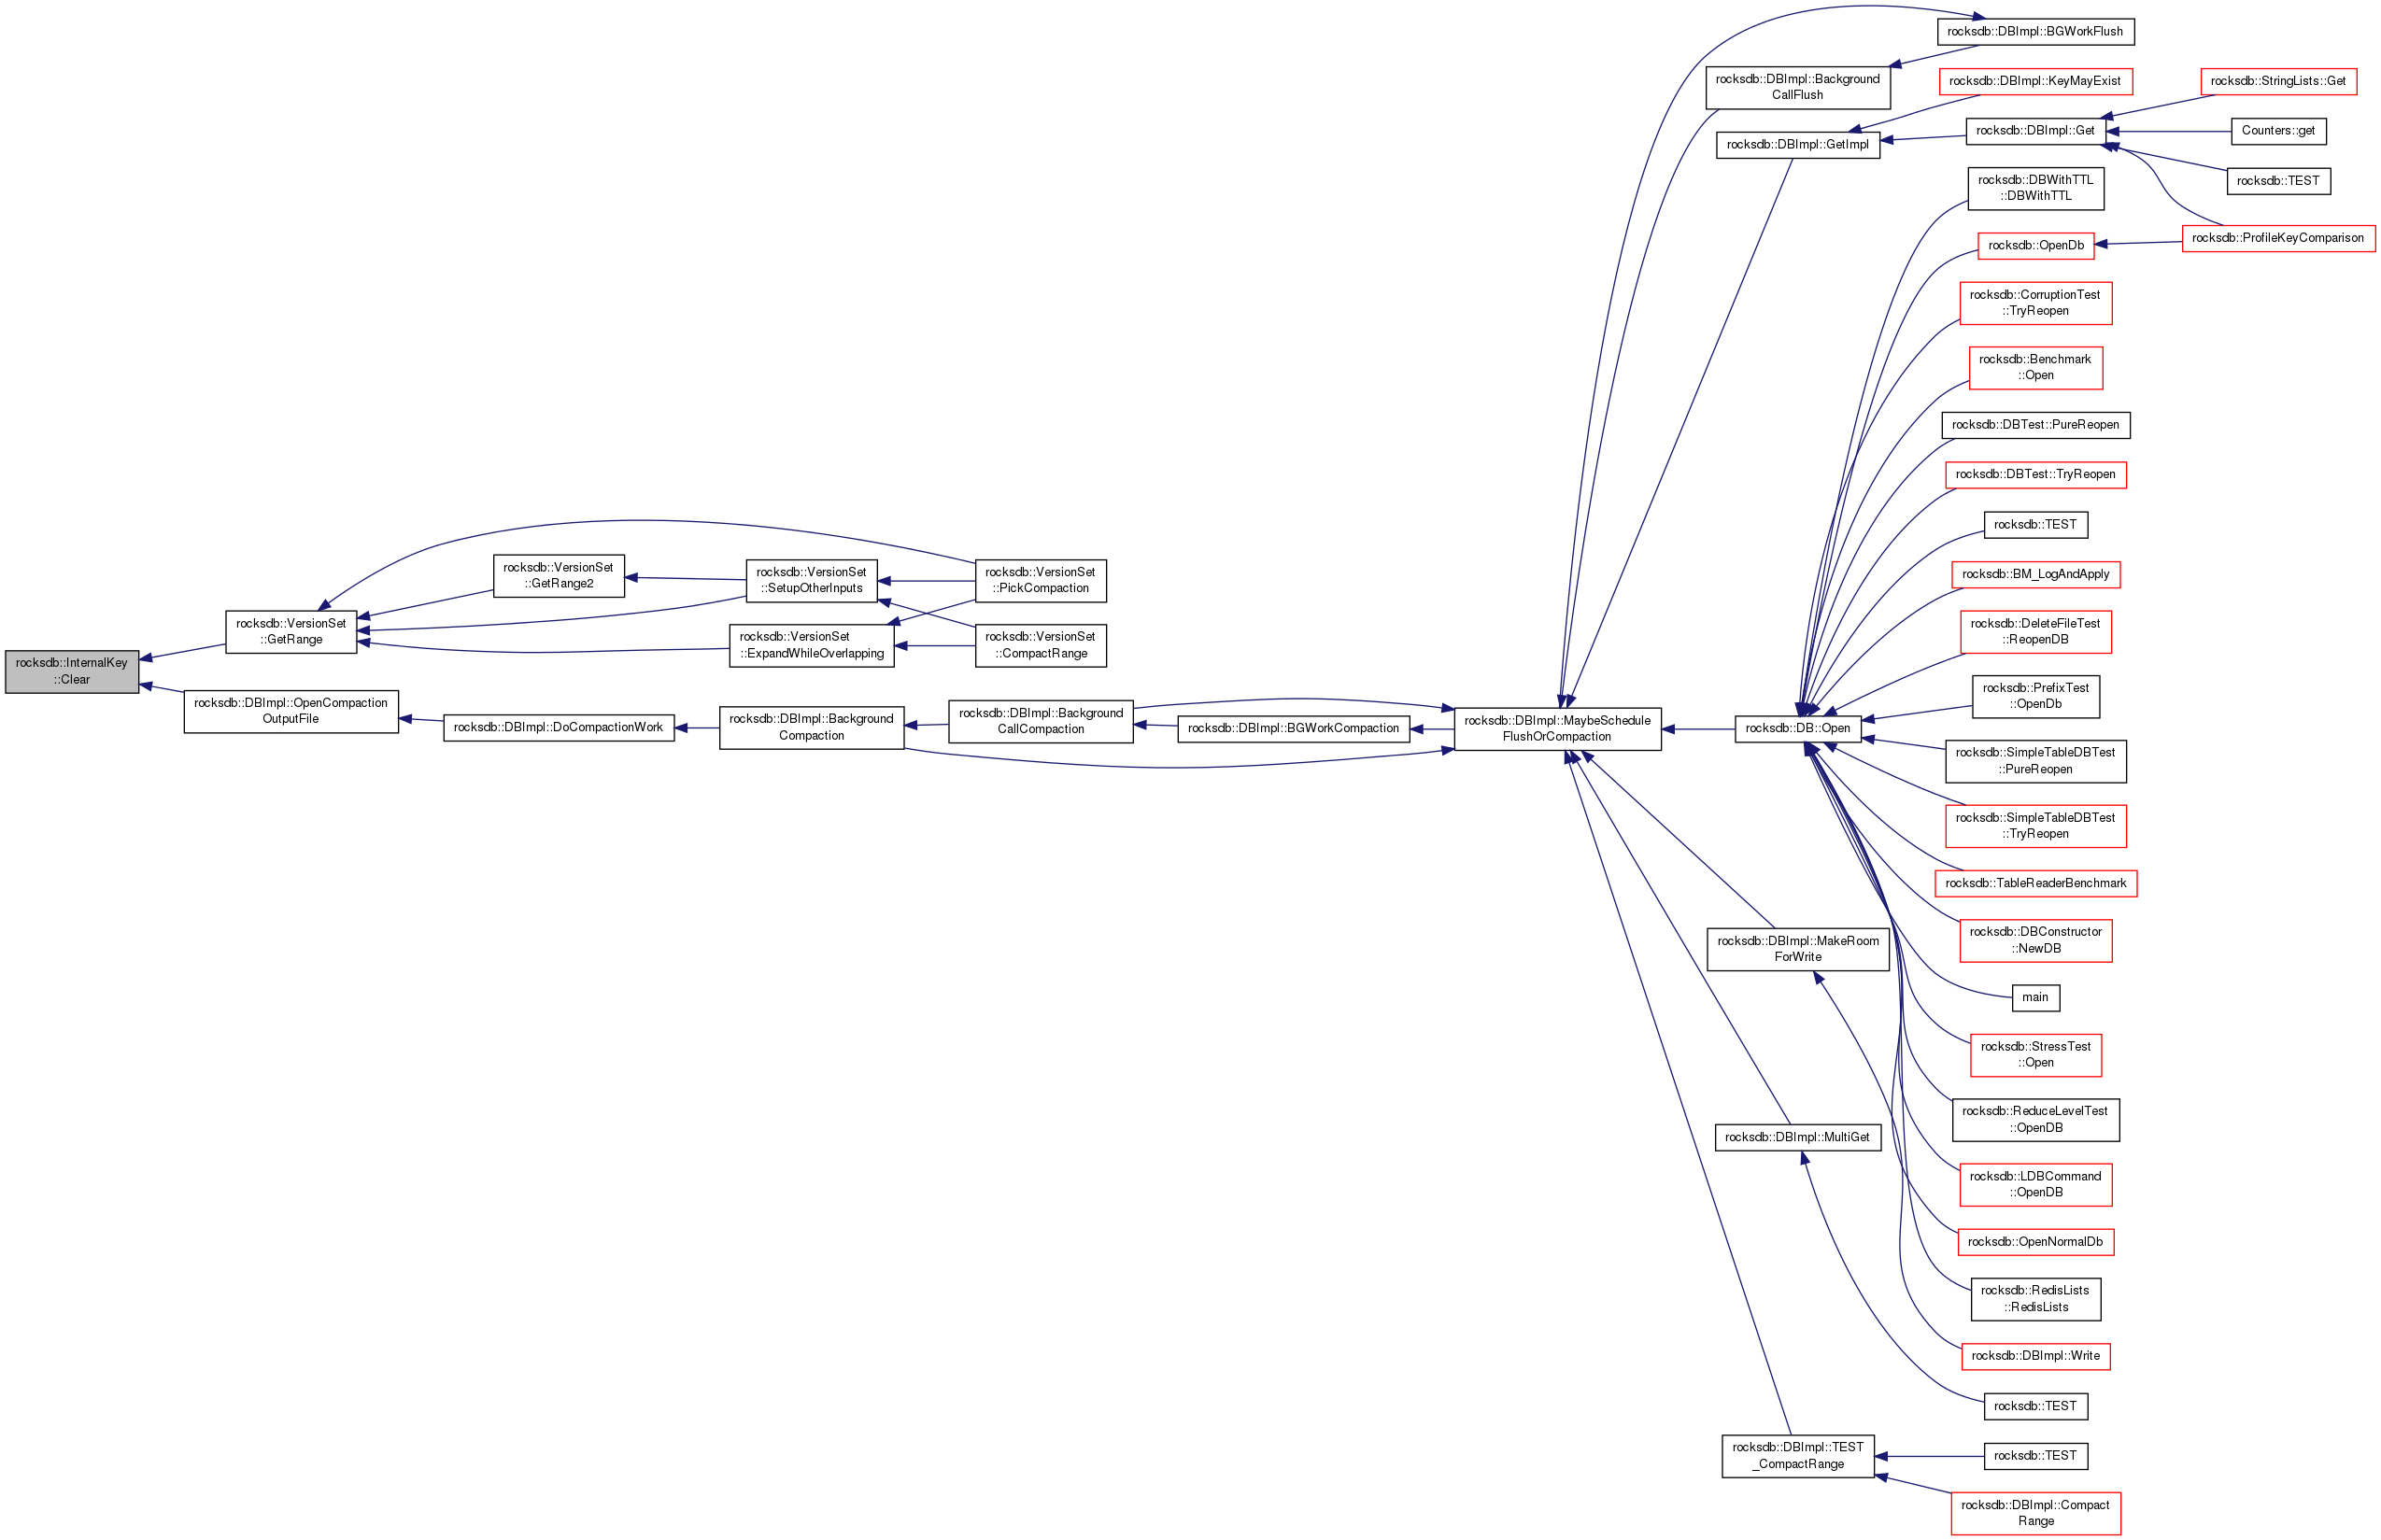 rocksdb::InternalKey
::Clear
rocksdb::VersionSet
::GetRange
rocksdb::DBImpl::OpenCompaction
OutputFile
rocksdb::VersionSet
::GetRange2
rocksdb::DBImpl::DoCompactionWork
rocksdb::VersionSet
::SetupOtherInputs
rocksdb::VersionSet
::ExpandWhileOverlapping
rocksdb::DBImpl::Background
Compaction
rocksdb::VersionSet
::PickCompaction
rocksdb::VersionSet
::CompactRange
rocksdb::DBImpl::Background
CallCompaction
rocksdb::DBImpl::BGWorkCompaction
rocksdb::DBImpl::MaybeSchedule
FlushOrCompaction
rocksdb::DBImpl::Background
CallFlush
rocksdb::DBImpl::GetImpl
rocksdb::DB::Open
rocksdb::DBImpl::MakeRoom
ForWrite
rocksdb::DBImpl::MultiGet
rocksdb::DBImpl::TEST
_CompactRange
rocksdb::DBImpl::BGWorkFlush
rocksdb::DBImpl::KeyMayExist
rocksdb::DBImpl::Get
rocksdb::DBWithTTL
::DBWithTTL
rocksdb::OpenDb
rocksdb::CorruptionTest
::TryReopen
rocksdb::Benchmark
::Open
rocksdb::DBTest::PureReopen
rocksdb::DBTest::TryReopen
rocksdb::TEST
rocksdb::BM_LogAndApply
rocksdb::DeleteFileTest
::ReopenDB
rocksdb::PrefixTest
::OpenDb
rocksdb::SimpleTableDBTest
::PureReopen
rocksdb::SimpleTableDBTest
::TryReopen
rocksdb::TableReaderBenchmark
rocksdb::DBConstructor
::NewDB
main
rocksdb::StressTest
::Open
rocksdb::ReduceLevelTest
::OpenDB
rocksdb::LDBCommand
::OpenDB
rocksdb::OpenNormalDb
rocksdb::RedisLists
::RedisLists
rocksdb::DBImpl::Write
rocksdb::TEST
rocksdb::TEST
rocksdb::DBImpl::Compact
Range
rocksdb::StringLists::Get
Counters::get
rocksdb::TEST
rocksdb::ProfileKeyComparison